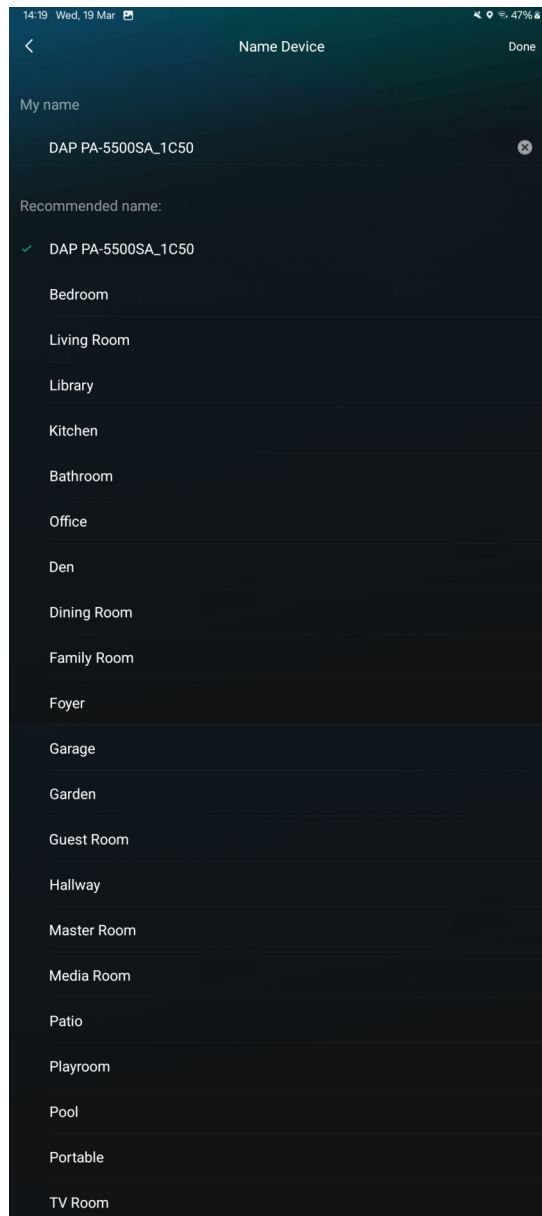 14:19 Wed, 19 Mar 47%
Name Device Done
My name
DAP PA-5500SA_1C50
Recommended name:
DAP PA-5500SA_1C50
Bedroom
Living Room
Library
Kitchen
Bathroom
Office
Den
Dining Room
Family Room
Foyer
Garage
Garden
Guest Room
Hallway
Master Room
Media Room
Patio
Playroom
Pool
Portable
TV Room